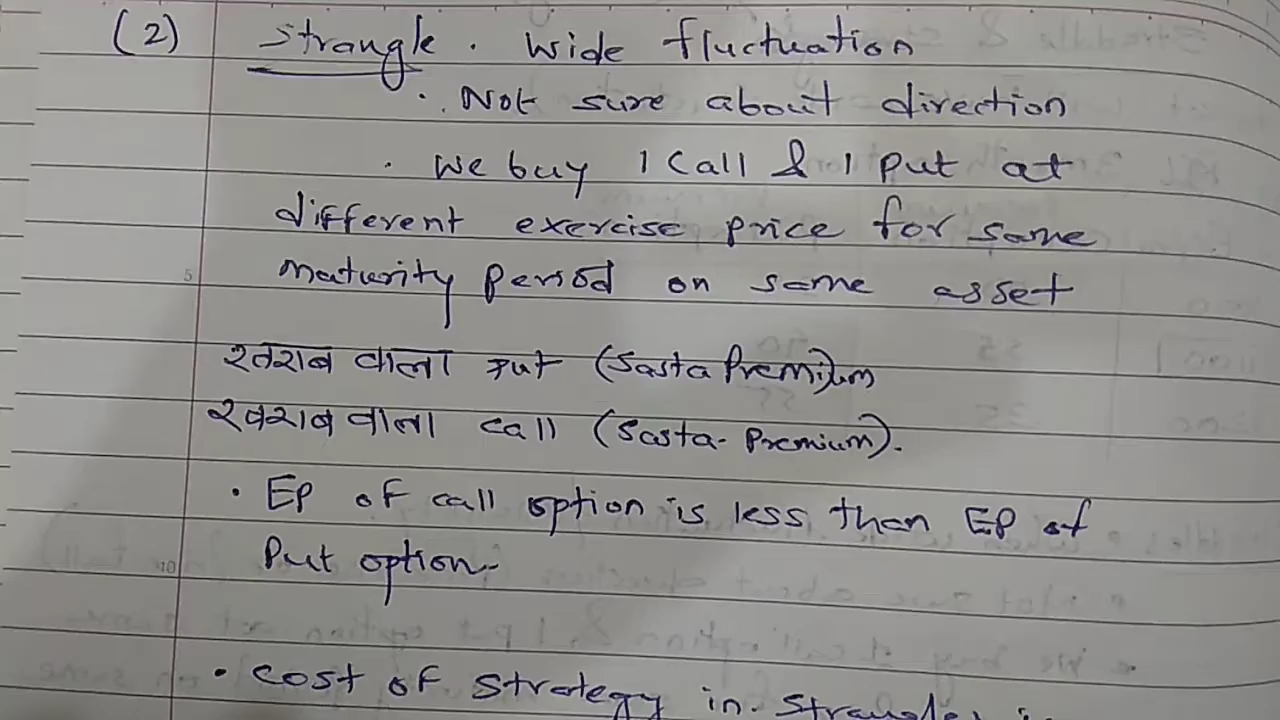 (2) Strangle . Wide fluctuation
. Not sure about direction
. We buy 1 Call & 1 Put at
different exercise price for same
maturity period on same asset
खराब वाला Put (Sasta Premium)
खराब वाला call (Sasta- Premium).
. EP of call option is less than EP of
Put option-
. Cost of strategy in
5
10